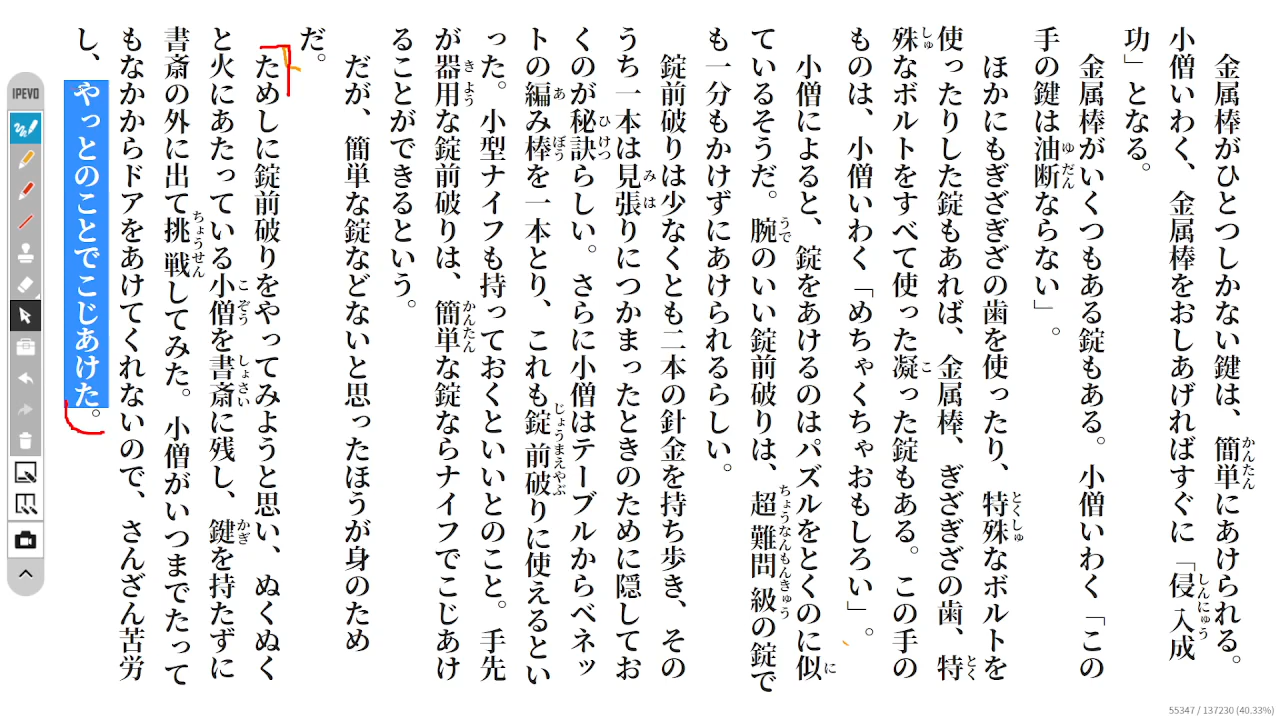 金属棒がひとつしかない鍵は、簡単にあけられる。
小僧いわく、金属棒をおしあげればすぐに「侵入成
功」となる。
金属棒がいくつもある錠もある。小僧いわく「この
手の鍵は油断ならない」。
ほかにもぎざぎざの歯を使ったり、特殊なボルトを
使ったりした錠もあれば、金属棒、ぎざぎざの歯、特
殊なボルトをすべて使った凝った錠もある。この手の
ものは、小僧いわく「めちゃくちゃおもしろい」。
小僧によると、錠をあけるのはパズルをとくのに似
ているそうだ。腕のいい錠前破りは、超難問級の錠で
も一分もかけずにあけられるらしい。
錠前破りは少なくとも二本の針金を持ち歩き、その
うち一本は見張りにつかまったときのために隠してお
くのが秘訣らしい。さらに小僧はテーブルからベネッ
トの編み棒を一本とり、これも錠前破りに使えるとい
った。小型ナイフも持っておくといいとのこと。手先
が器用な錠前破りは、簡単な錠ならナイフでこじあけ
ることができるという。
だが、簡単な錠などないと思ったほうが身のため
だ。
ためしに錠前破りをやってみようと思い、ぬくぬく
と火にあたっている小僧を書斎に残し、鍵を持たずに
書斎の外に出て挑戦してみた。小僧がいつまでたって
もなかからドアをあけてくれないので、さんざん苦労
し、やっとのことでこじあけた。
IPEVO
55347 / 137230 (40.33%)